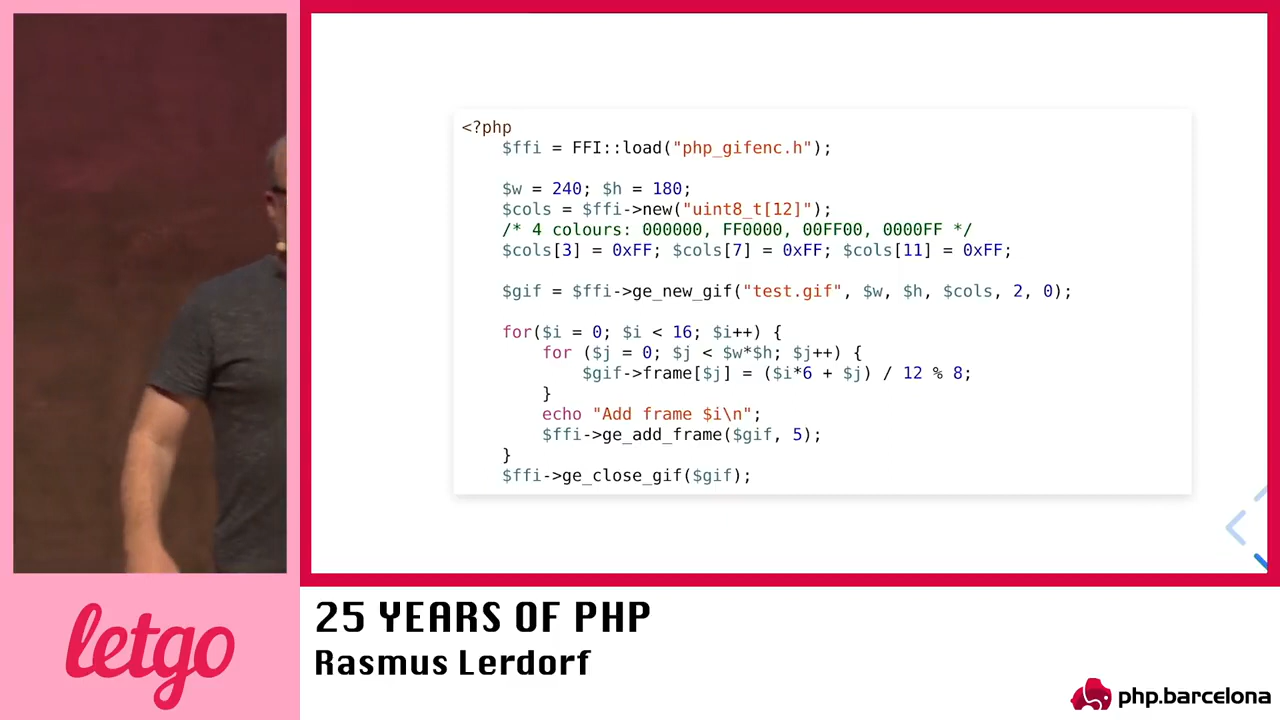 <?php
    $ffi = FFI::load("php_gifenc.h");

    $w = 240; $h = 180;
    $cols = $ffi->new("uint8_t[12]");
    /* 4 colours: 000000, FF0000, 00FF00, 0000FF */
    $cols[3] = 0xFF; $cols[7] = 0xFF; $cols[11] = 0xFF;

    $gif = $ffi->ge_new_gif("test.gif", $w, $h, $cols, 2, 0);

    for($i = 0; $i < 16; $i++) {
        for ($j = 0; $j < $w*$h; $j++) {
            $gif->frame[$j] = ($i*6 + $j) / 12 % 8;
        }
        echo "Add frame $i\n";
        $ffi->ge_add_frame($gif, 5);
    }
    $ffi->ge_close_gif($gif);
letgo
25 YEARS OF PHP
Rasmus Lerdorf
php.barcelona